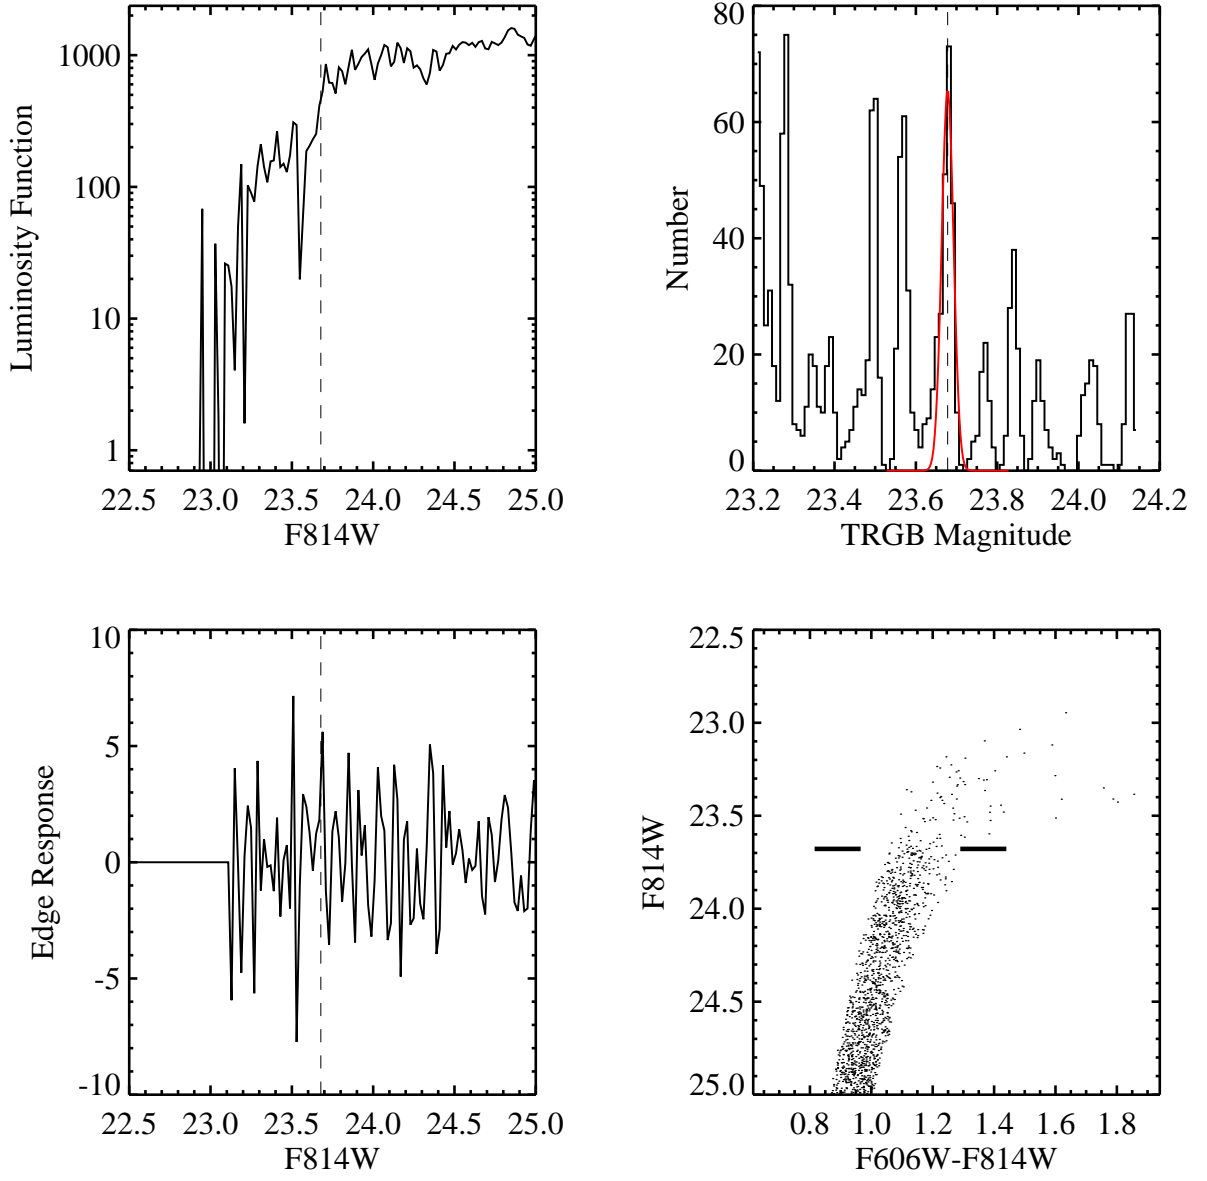 Luminosity Function
1000
100
10
1
22.5 23.0 23.5 24.0 24.5 25.0
F814W
Number
80
60
40
20
0
23.2 23.4 23.6 23.8 24.0 24.2
TRGB Magnitude
Edge Response
10
5
0
-5
-10
22.5 23.0 23.5 24.0 24.5 25.0
F814W
F814W
22.5
23.0
23.5
24.0
24.5
25.0
0.8 1.0 1.2 1.4 1.6 1.8
F606W-F814W